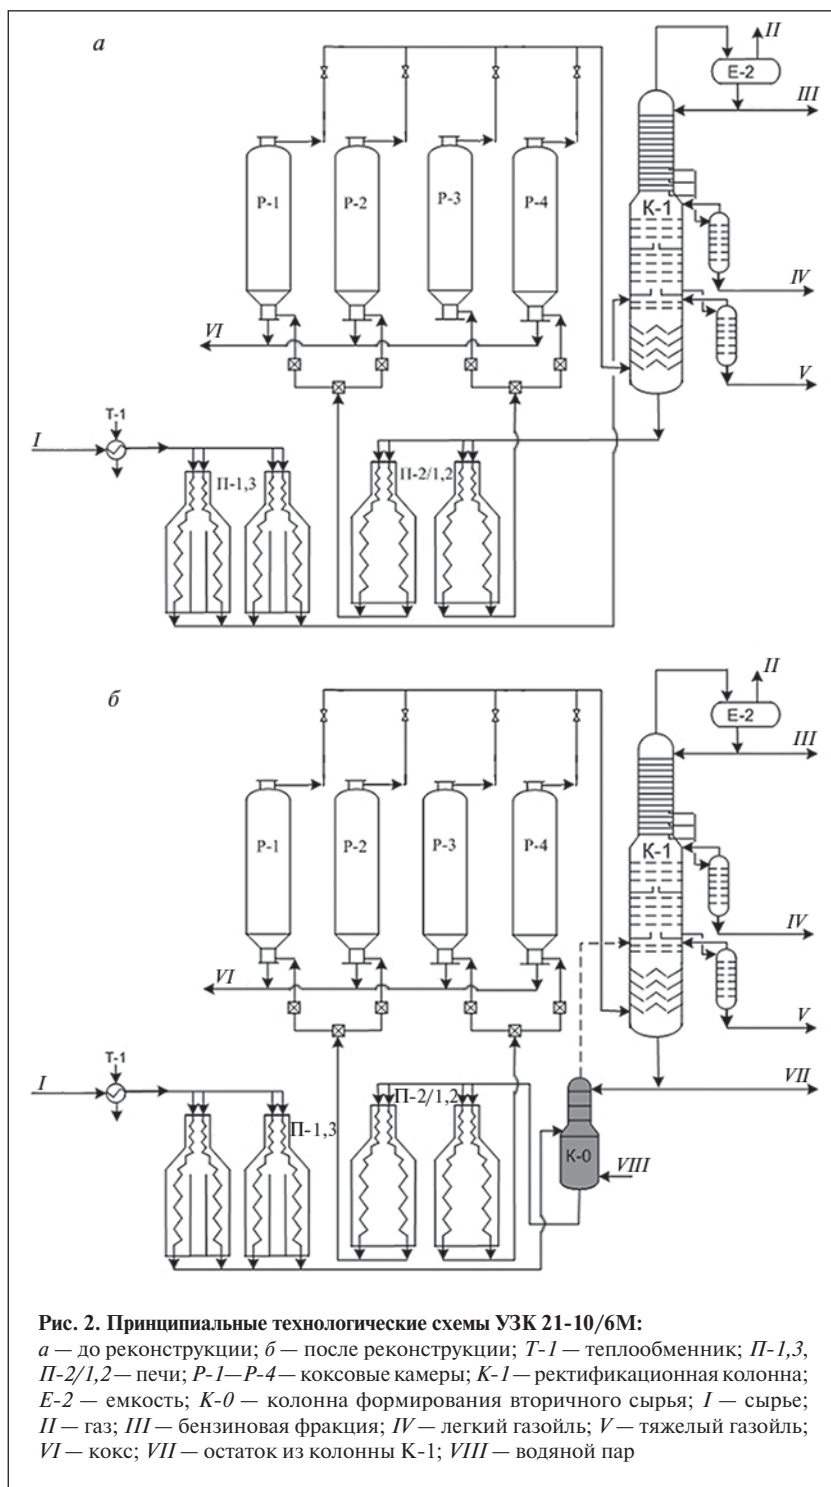 а
II
E-2
III
P-1
P-2
P-3
P-4
К-1
IV
VI
V
T-1
I
П-1,3
П-2/1,2
б
II
E-2
III
P-1
P-2
P-3
P-4
К-1
IV
VI
V
T-1
I
П-2/1,2
VII
П-1,3
К-0
VIII
Рис. 2. Принципиальные технологические схемы УЗК 21-10/6М:
а — до реконструкции; б — после реконструкции; Т-1 — теплообменник; П-1,3,
П-2/1,2 — печи; Р-1—Р-4 — коксовые камеры; К-1 — ректификационная колонна;
Е-2 — емкость; К-0 — колонна формирования вторичного сырья; I — сырье;
II — газ; III — бензиновая фракция; IV — легкий газойль; V — тяжелый газойль;
VI — кокс; VII — остаток из колонны К-1; VIII — водяной пар